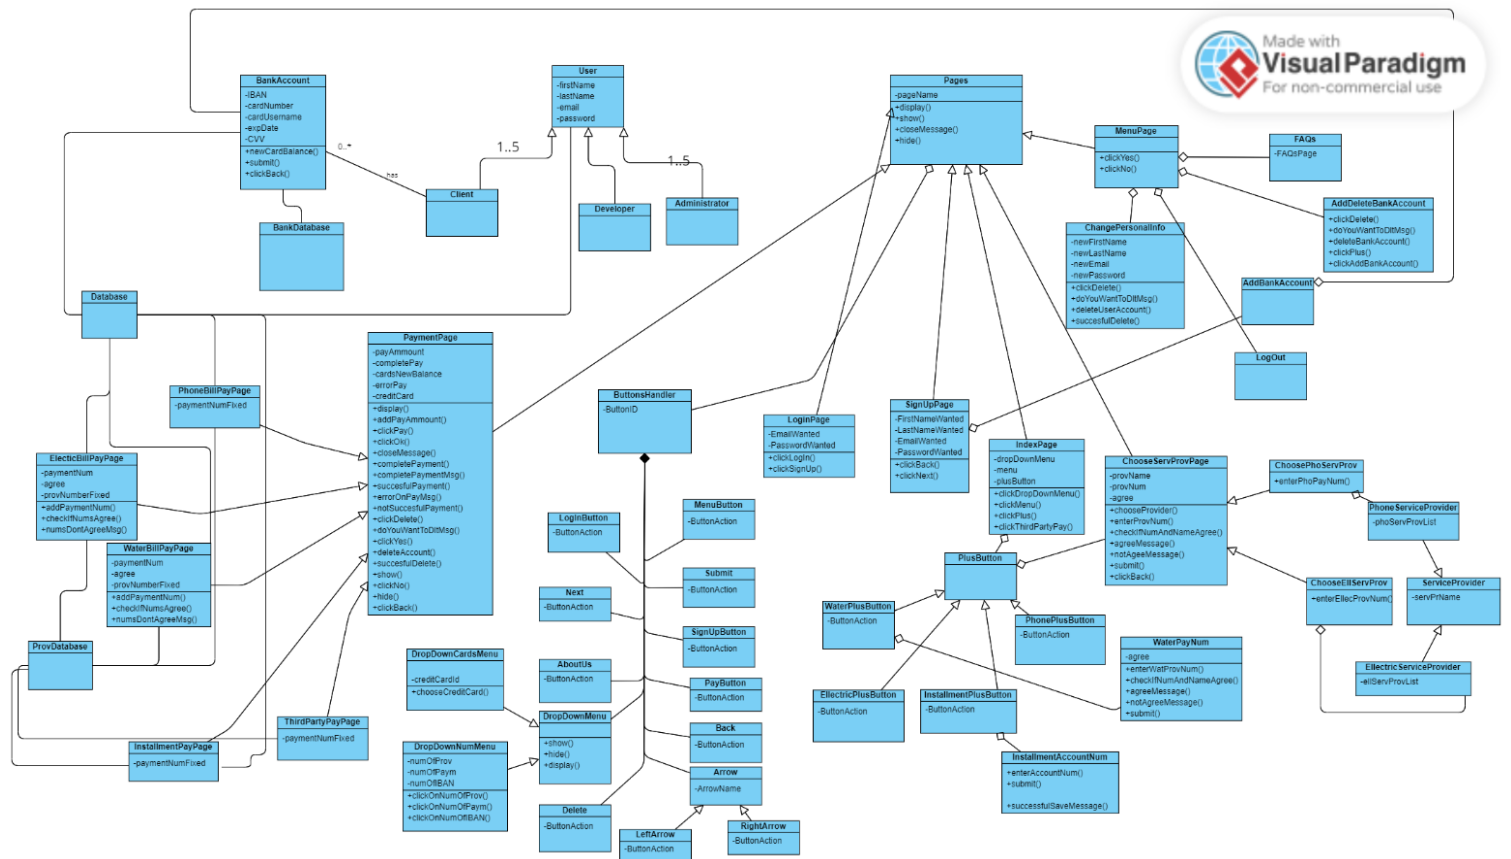 Made with
Visual Paradigm
For non-commercial use
BankAccount
-IBAN
-cardNumber
-cardUsername
-expDate
-CVV
+newCardBalance()
+submit()
+clickBack()
User
-firstName
-lastName
-email
-password
0..*
has
1..5
1..5
Client
Developer
Administrator
BankDatabase
Pages
-pageName
+display()
+show()
+closeMessage()
+hide()
MenuPage
+clickYes()
+clickNo()
FAQs
-FAQsPage
AddDeleteBankAccount
+clickDelete()
+doYouWantToDltMsg()
+deleteBankAccount()
+clickPlus()
+clickAddBankAccount()
ChangePersonalInfo
-newFirstName
-newLastName
-newEmail
-newPassword
+clickDelete()
+doYouWantToDltMsg()
+deleteUserAccount()
+succesfulDelete()
AddBankAccount
LogOut
Database
PhoneBillPayPage
-paymentNumFixed
PaymentPage
-payAmmount
-completePay
-cardsNewBalance
-errorPay
-creditCard
+display()
+addPayAmmount()
+clickPay()
+clickOk()
+closeMessage()
+completePayment()
+completePaymentMsg()
+succesfulPayment()
+errorOnPayMsg()
+notSuccesfulPayment()
+clickDelete()
+doYouWantToDltMsg()
+clickYes()
+deleteAccount()
+succesfulDelete()
+show()
+clickNo()
+hide()
+clickBack()
ElecticBillPayPage
-paymentNum
-agree
-provNumberFixed
+addPaymentNum()
+checkIfNumsAgree()
+numsDontAgreeMsg()
WaterBillPayPage
-paymentNum
-agree
-provNumberFixed
+addPaymentNum()
+checkIfNumsAgree()
+numsDontAgreeMsg()
ProvDatabase
InstallmentPayPage
-paymentNumFixed
ThirdPartyPayPage
-paymentNumFixed
ButtonsHandler
-ButtonID
LoginPage
-EmailWanted
-PasswordWanted
+clickLogIn()
+clickSignUp()
SignUpPage
-FirstNameWanted
-LastNameWanted
-EmailWanted
-PasswordWanted
+clickBack()
+clickNext()
IndexPage
-dropDownMenu
-menu
-plusButton
+clickDropDownMenu()
+clickMenu()
+clickPlus()
+clickThirdPartyPay()
ChooseServProvPage
-provName
-provNum
-agree
+chooseProvider()
+enterProvNum()
+checkIfNumAndNameAgree()
+agreeMessage()
+notAgeeMessage()
+submit()
+clickBack()
ChoosePhoServProv
+enterPhoPayNum()
PhoneServiceProvider
-phoServProvList
ChooseEllServProv
+enterEllecProvNum()
ServiceProvider
-servPrName
EllectricServiceProvider
-ellServProvList
LogInButton
-ButtonAction
MenuButton
-ButtonAction
Submit
-ButtonAction
Next
-ButtonAction
SignUpButton
-ButtonAction
AboutUs
-ButtonAction
PayButton
-ButtonAction
DropDownCardsMenu
-creditCardId
+chooseCreditCard()
DropDownMenu
+show()
+hide()
+display()
DropDownNumMenu
-numOfProv
-numOfPaym
-numOfIBAN
+clickOnNumOfProv()
+clickOnNumOfPaym()
+clickOnNumOfIBAN()
Back
-ButtonAction
Arrow
-ArrowName
Delete
-ButtonAction
LeftArrow
-ButtonAction
RightArrow
-ButtonAction
PlusButton
WaterPlusButton
-ButtonAction
PhonePlusButton
-ButtonAction
EllectricPlusButton
-ButtonAction
InstallmentPlusButton
-ButtonAction
WaterPayNum
-agree
+enterWatProvNum()
+checkIfNumAndNameAgree()
+agreeMessage()
+notAgreeMessage()
+submit()
InstallmentAccountNum
+enterAccountNum()
+submit()
+successfulSaveMessage()